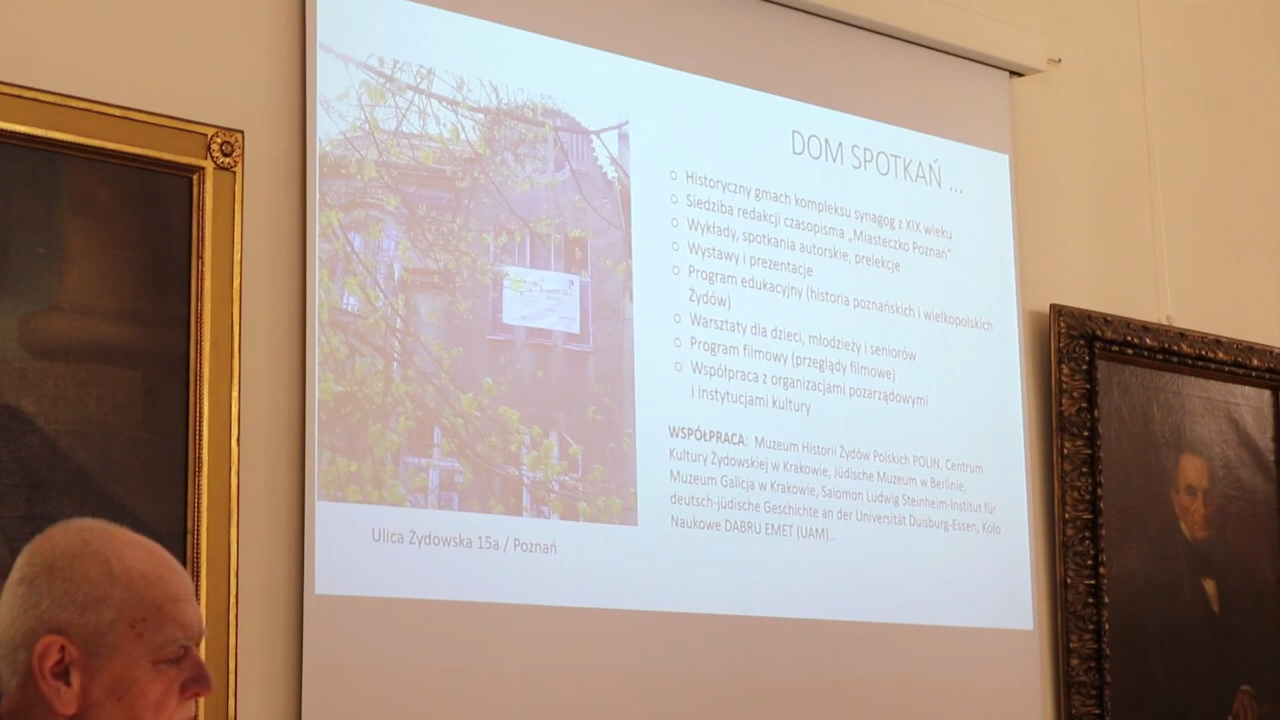 DOM SPOTKAŃ ...
○ Historyczny gmach kompleksu synagog z XIX wieku
○ Siedziba redakcji czasopisma „Miasteczko Poznań"
○ Wykłady, spotkania autorskie, prelekcje
○ Wystawy i prezentacje
○ Program edukacyjny (historia poznańskich i wielkopolskich
Żydów)
○ Warsztaty dla dzieci, młodzieży i seniorów
○ Program filmowy (przeglądy filmowe)
○ Współpraca z organizacjami pozarządowymi
i instytucjami kultury
WSPÓŁPRACA: Muzeum Historii Żydów Polskich POLIN, Centrum
Kultury Żydowskiej w Krakowie, Jüdische Museum w Berlinie,
Muzeum Galicja w Krakowie, Salomon Ludwig Steinheim-Institut für
deutsch-jüdische Geschichte an der Universität Duisburg-Essen, Koło
Naukowe DABRU EMET (UAM)...
Ulica Żydowska 15a / Poznań